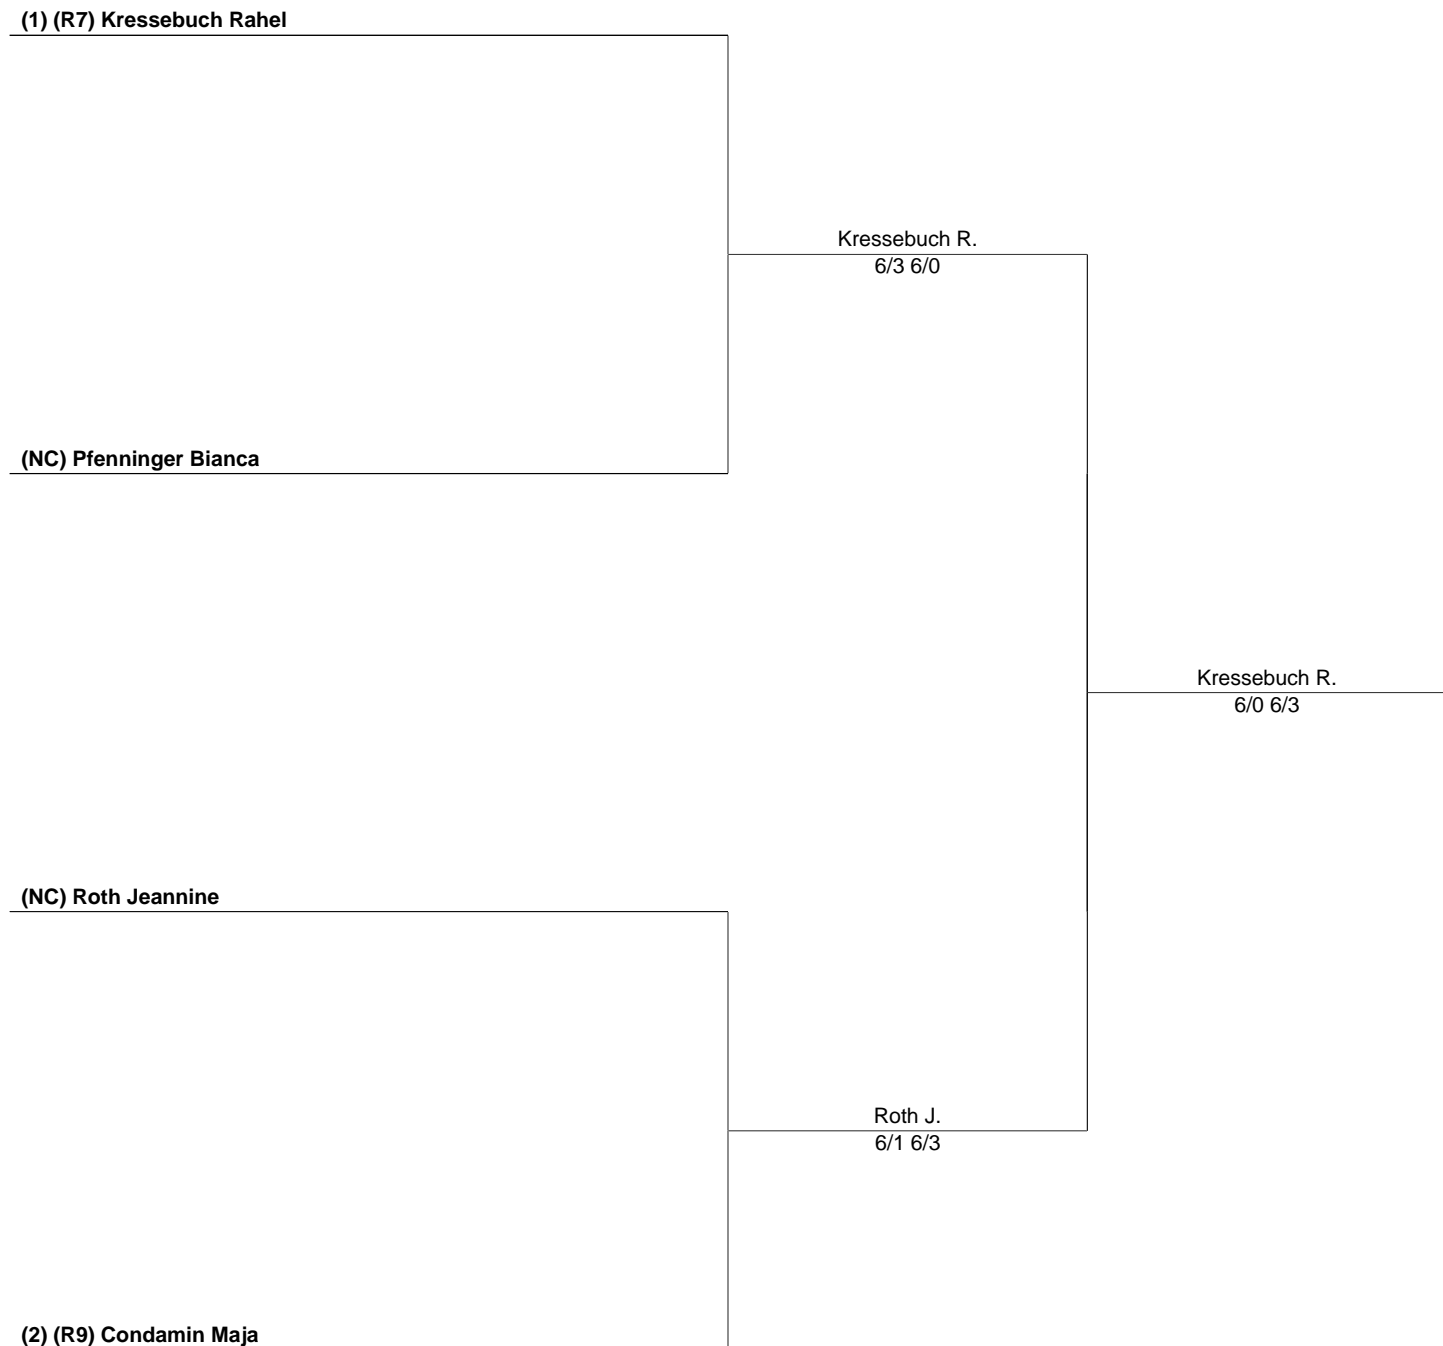 (1) (R7) Kressebuch Rahel
Kressebuch R.
6/3 6/0
(NC) Pfenninger Bianca
Kressebuch R.
6/0 6/3
(NC) Roth Jeannine
Roth J.
6/1 6/3
(2) (R9) Condamin Maja